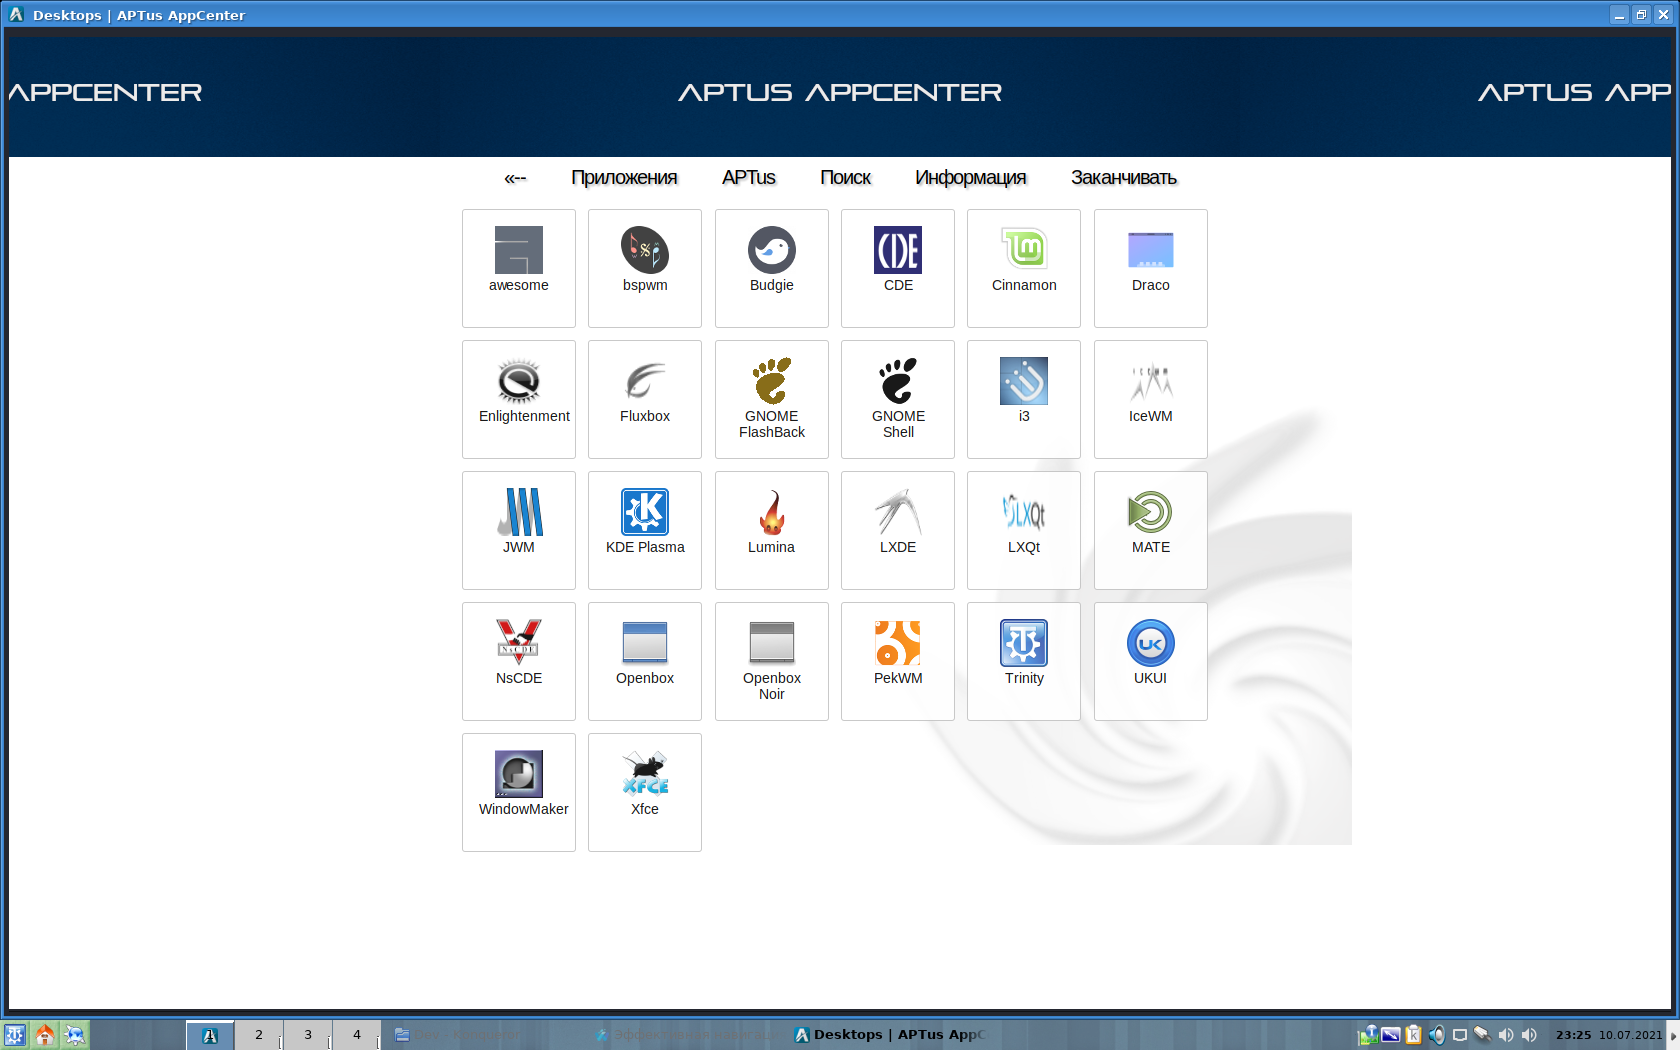 Desktops | APTus AppCenter
APPCENTER
APTUS APPCENTER
APTUS APP
«-- Приложения APTus Поиск Информация Заканчивать
awesome bspwm Budgie CDE Cinnamon Draco
Enlightenment Fluxbox GNOME FlashBack GNOME Shell i3 IceWM
JWM KDE Plasma Lumina LXDE LXQt MATE
NsCDE Openbox Openbox Noir PekWM Trinity UKUI
WindowMaker Xfce
2 3 4 Desktops | APTus AppC 23:25 10.07.2021